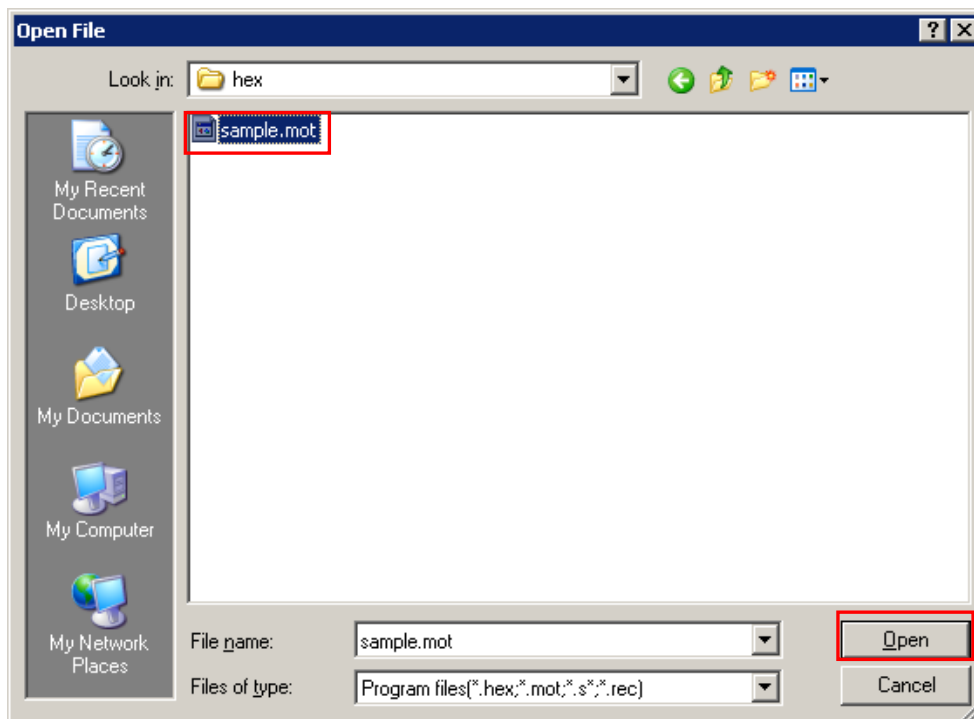 Open File
Look in:
hex
sample.mot
My Recent
Documents
Desktop
My Documents
My Computer
My Network
Places
File name:
sample.mot
Open
Files of type:
Program files(*.hex;*.mot;*.s*;*.rec)
Cancel